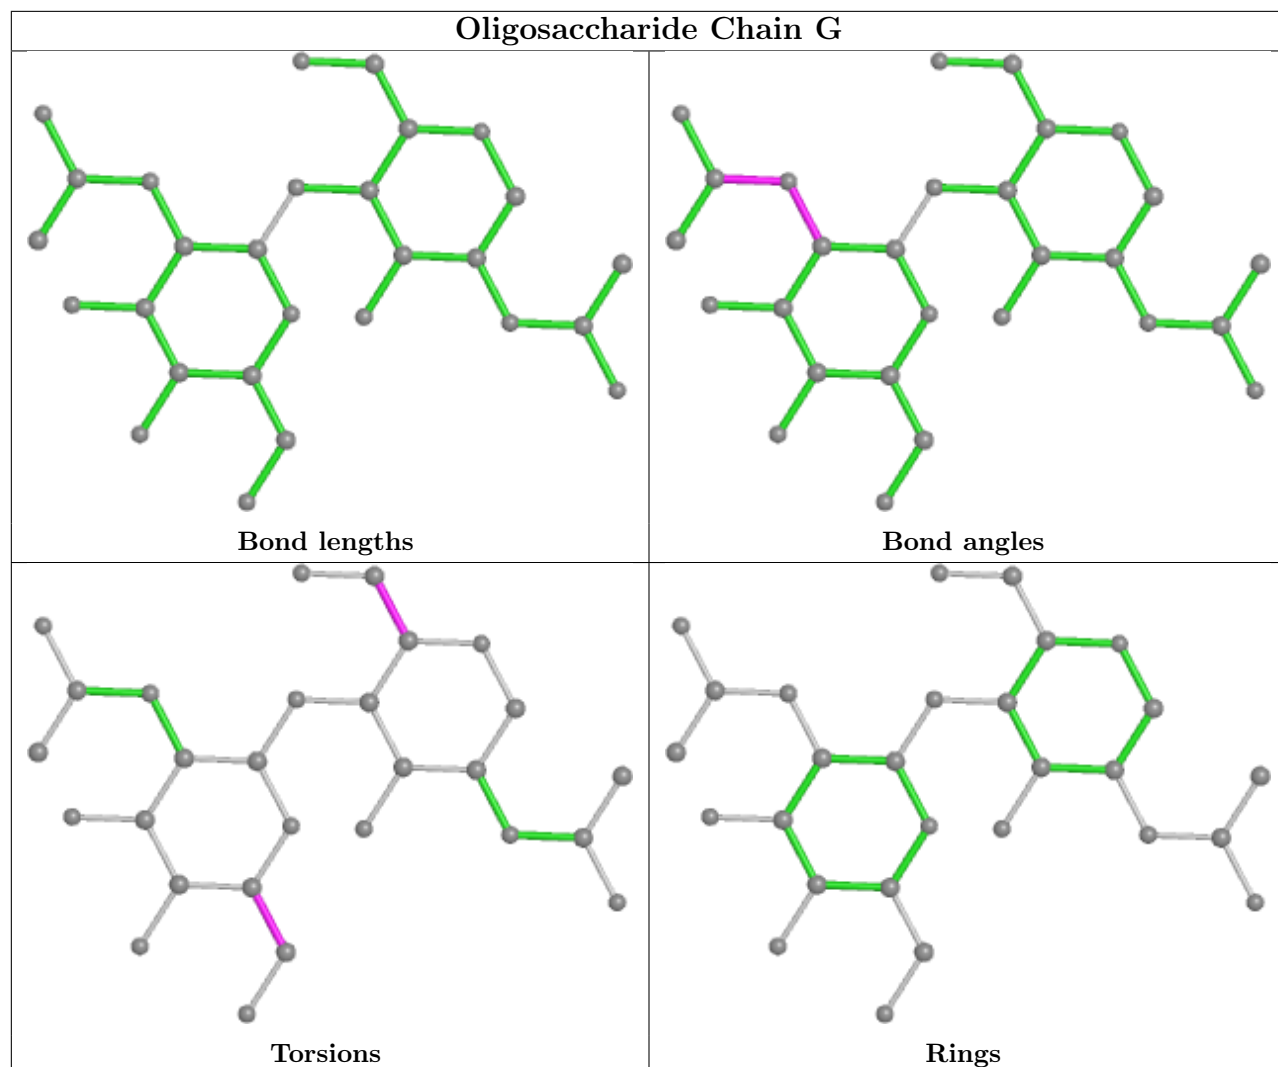 Oligosaccharide Chain G
Bond lengths
Bond angles
Torsions
Rings